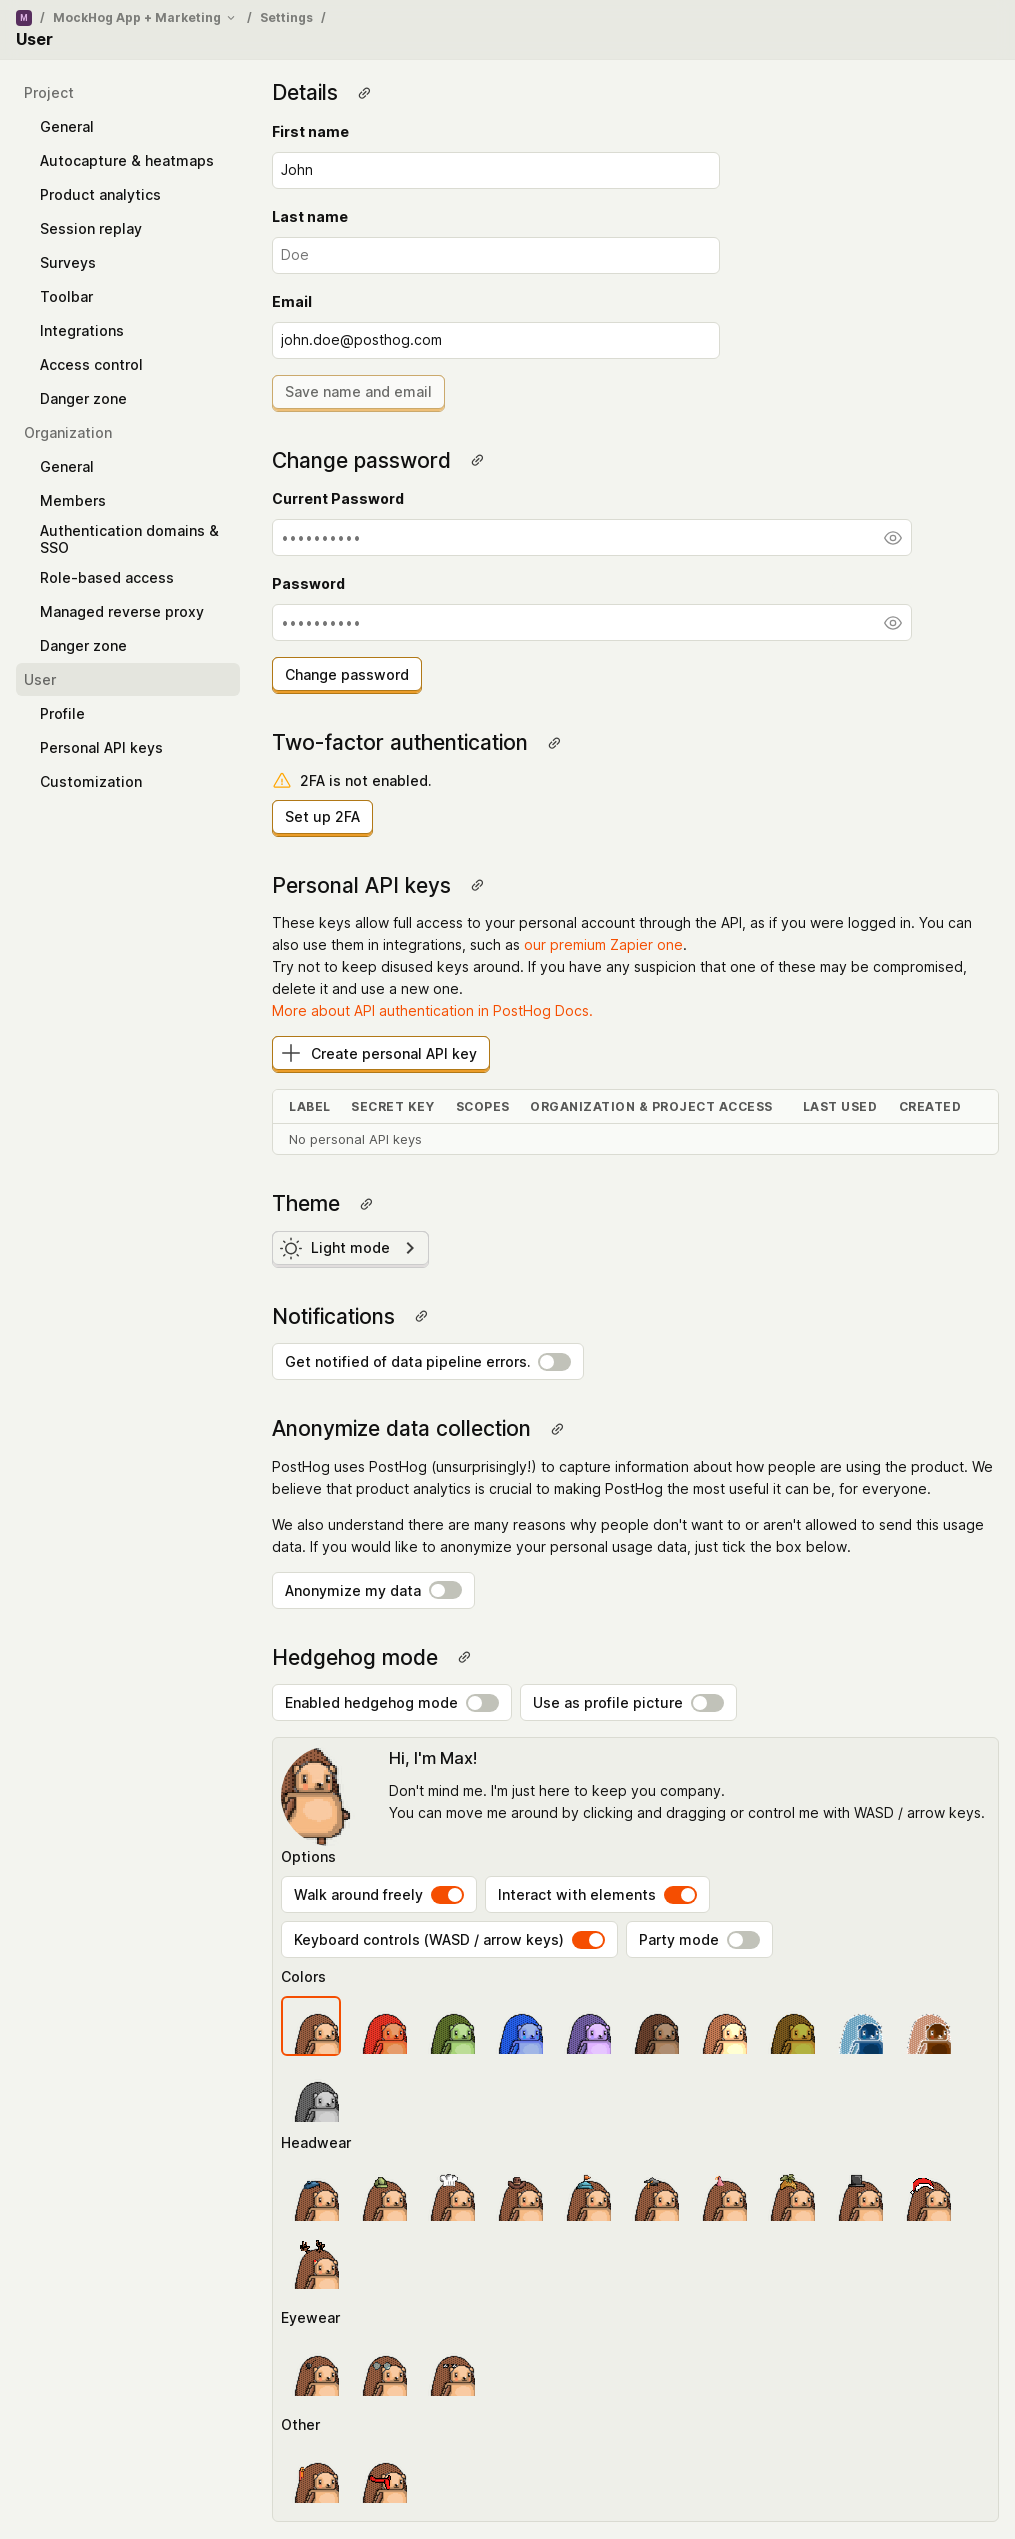 M / MockHog App + Marketing / Settings /
User
Project
General
Autocapture & heatmaps
Product analytics
Session replay
Surveys
Toolbar
Integrations
Access control
Danger zone
Organization
General
Members
Authentication domains &
SSO
Role-based access
Managed reverse proxy
Danger zone
User
Profile
Personal API keys
Customization
Details
First name
John
Last name
Doe
Email
john.doe@posthog.com
Save name and email
Change password
Current Password
••••••••••
Password
••••••••••
Change password
Two-factor authentication
2FA is not enabled.
Set up 2FA
Personal API keys
These keys allow full access to your personal account through the API, as if you were logged in. You can
also use them in integrations, such as our premium Zapier one.
Try not to keep disused keys around. If you have any suspicion that one of these may be compromised,
delete it and use a new one.
More about API authentication in PostHog Docs.
Create personal API key
LABEL SECRET KEY SCOPES ORGANIZATION & PROJECT ACCESS LAST USED CREATED
No personal API keys
Theme
Light mode
Notifications
Get notified of data pipeline errors.
Anonymize data collection
PostHog uses PostHog (unsurprisingly!) to capture information about how people are using the product. We
believe that product analytics is crucial to making PostHog the most useful it can be, for everyone.
We also understand there are many reasons why people don't want to or aren't allowed to send this usage
data. If you would like to anonymize your personal usage data, just tick the box below.
Anonymize my data
Hedgehog mode
Enabled hedgehog mode Use as profile picture
Hi, I'm Max!
Don't mind me. I'm just here to keep you company.
You can move me around by clicking and dragging or control me with WASD / arrow keys.
Options
Walk around freely Interact with elements
Keyboard controls (WASD / arrow keys) Party mode
Colors
Headwear
Eyewear
Other